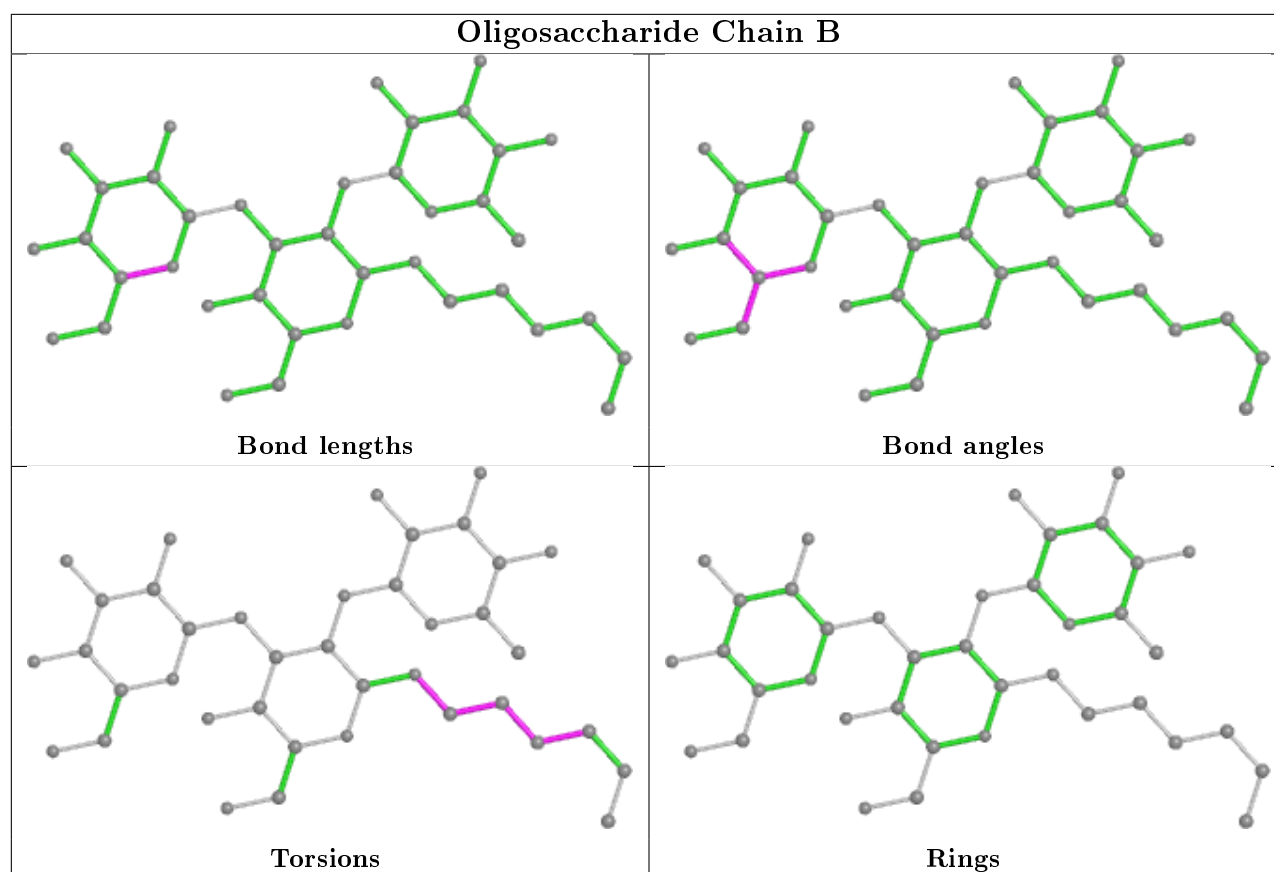 Oligosaccharide Chain B
Bond lengths
Bond angles
Torsions
Rings